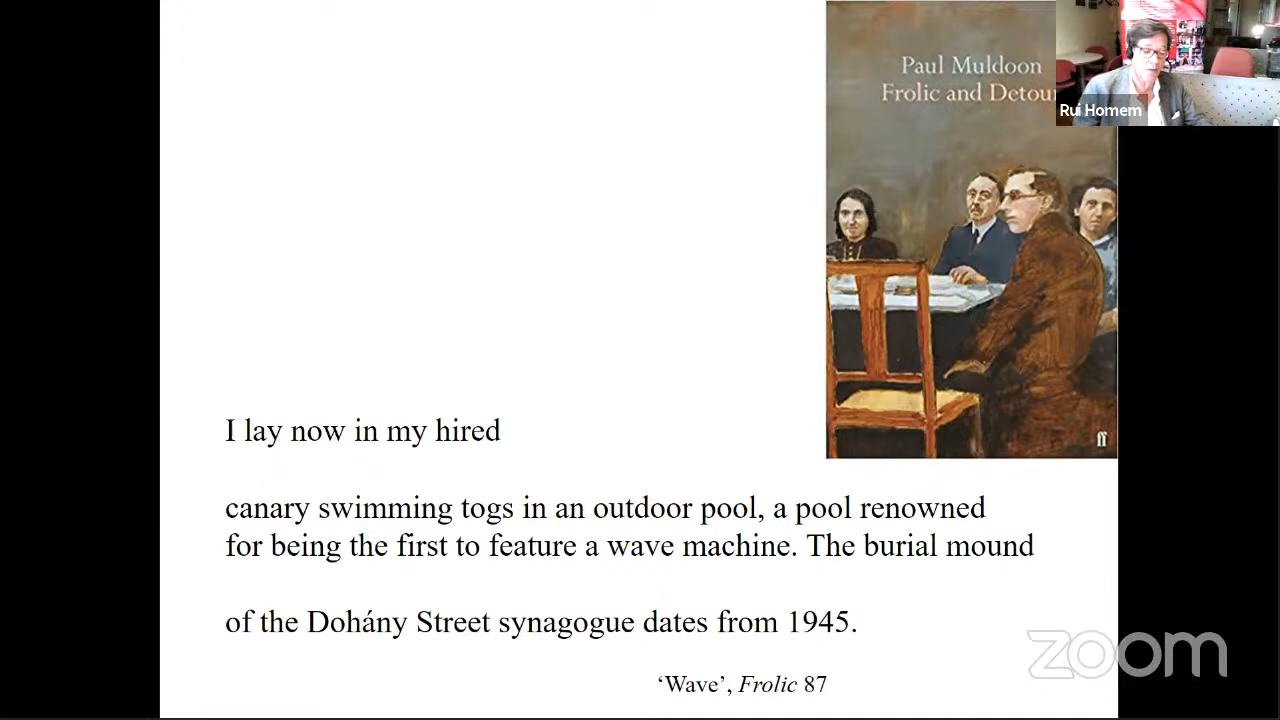 Paul Muldoon
Frolic and Detour
Rui Homem
I lay now in my hired
canary swimming togs in an outdoor pool, a pool renowned
for being the first to feature a wave machine. The burial mound
of the Dohány Street synagogue dates from 1945.
‘Wave’, Frolic 87
ff
zoom